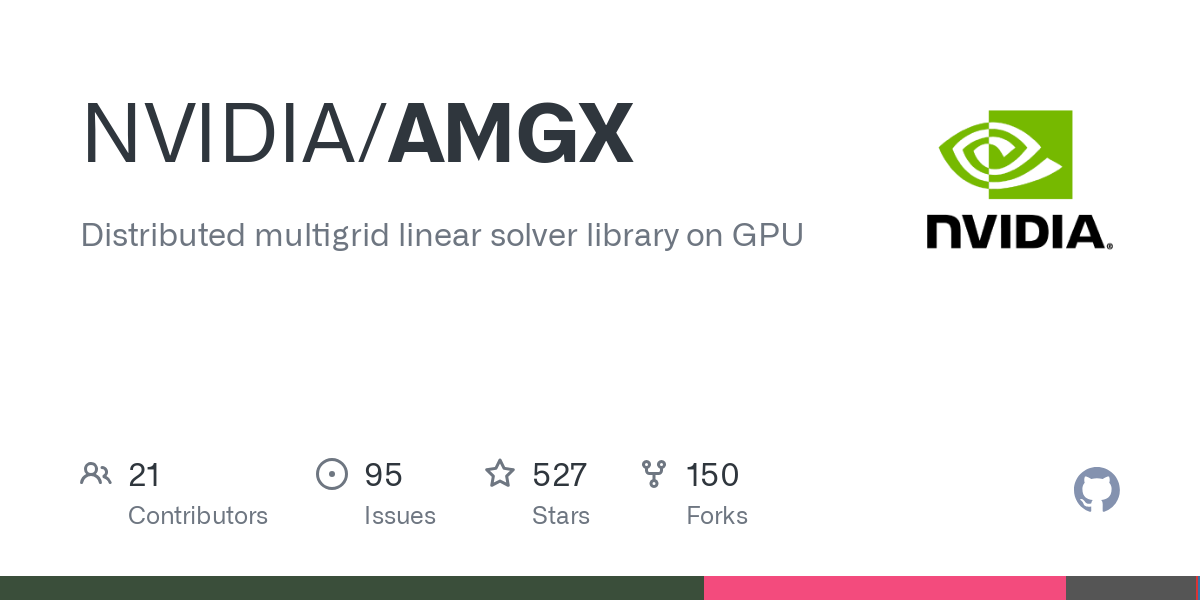 NVIDIA/AMGX
Distributed multigrid linear solver library on GPU
NVIDIA®
21
Contributors
95
Issues
527
Stars
150
Forks